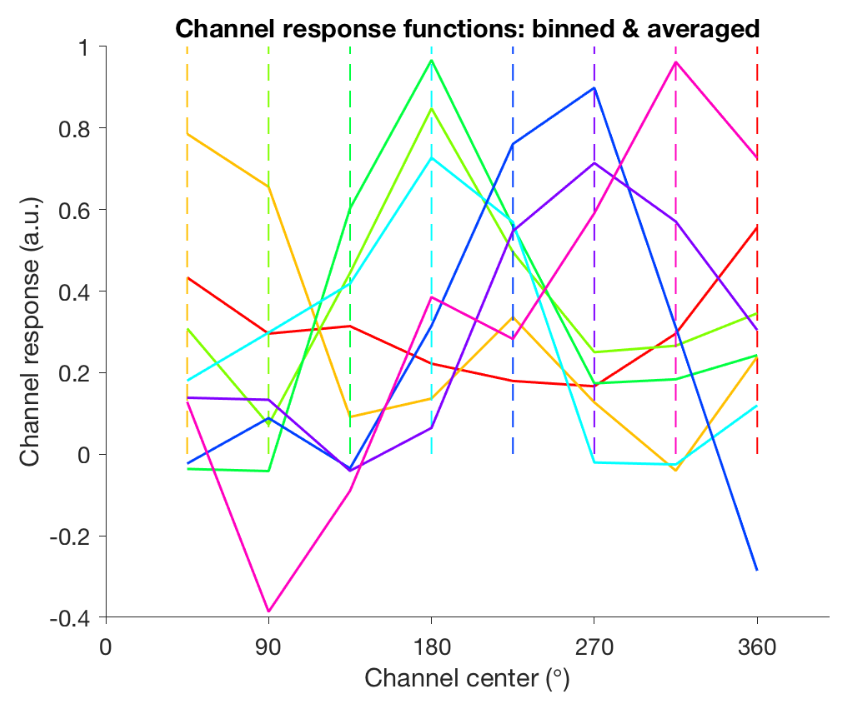 Channel response functions: binned & averaged
1
0.8
0.6
0.4
0.2
0
-0.2
-0.4
Channel response (a.u.)
0 90 180 270 360
Channel center (°)